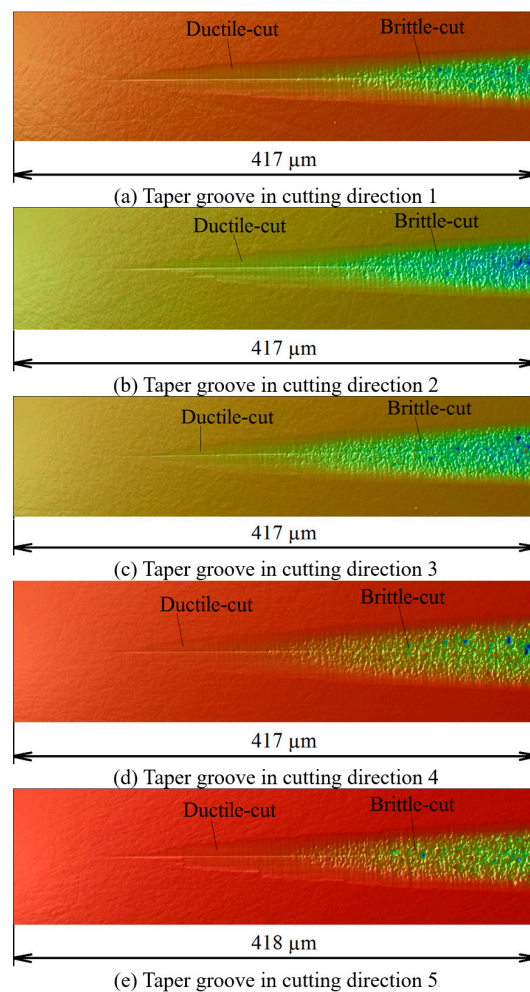 Ductile-cut
Brittle-cut
417 μm
(a) Taper groove in cutting direction 1
Ductile-cut
Brittle-cut
417 μm
(b) Taper groove in cutting direction 2
Ductile-cut
Brittle-cut
417 μm
(c) Taper groove in cutting direction 3
Ductile-cut
Brittle-cut
417 μm
(d) Taper groove in cutting direction 4
Ductile-cut
Brittle-cut
418 μm
(e) Taper groove in cutting direction 5